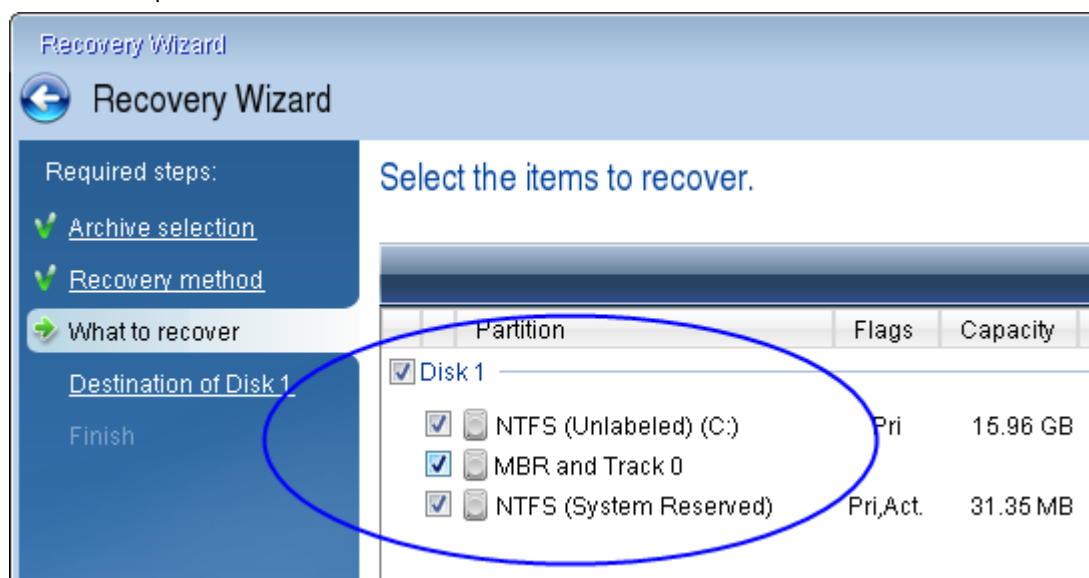 Recovery Wizard
Recovery Wizard
Required steps:
Archive selection
Recovery method
What to recover
Destination of Disk 1
Finish
Select the items to recover.
Partition Flags Capacity
Disk 1
NTFS (Unlabeled) (C:) Pri 15.96 GB
MBR and Track 0
NTFS (System Reserved) Pri,Act. 31.35 MB